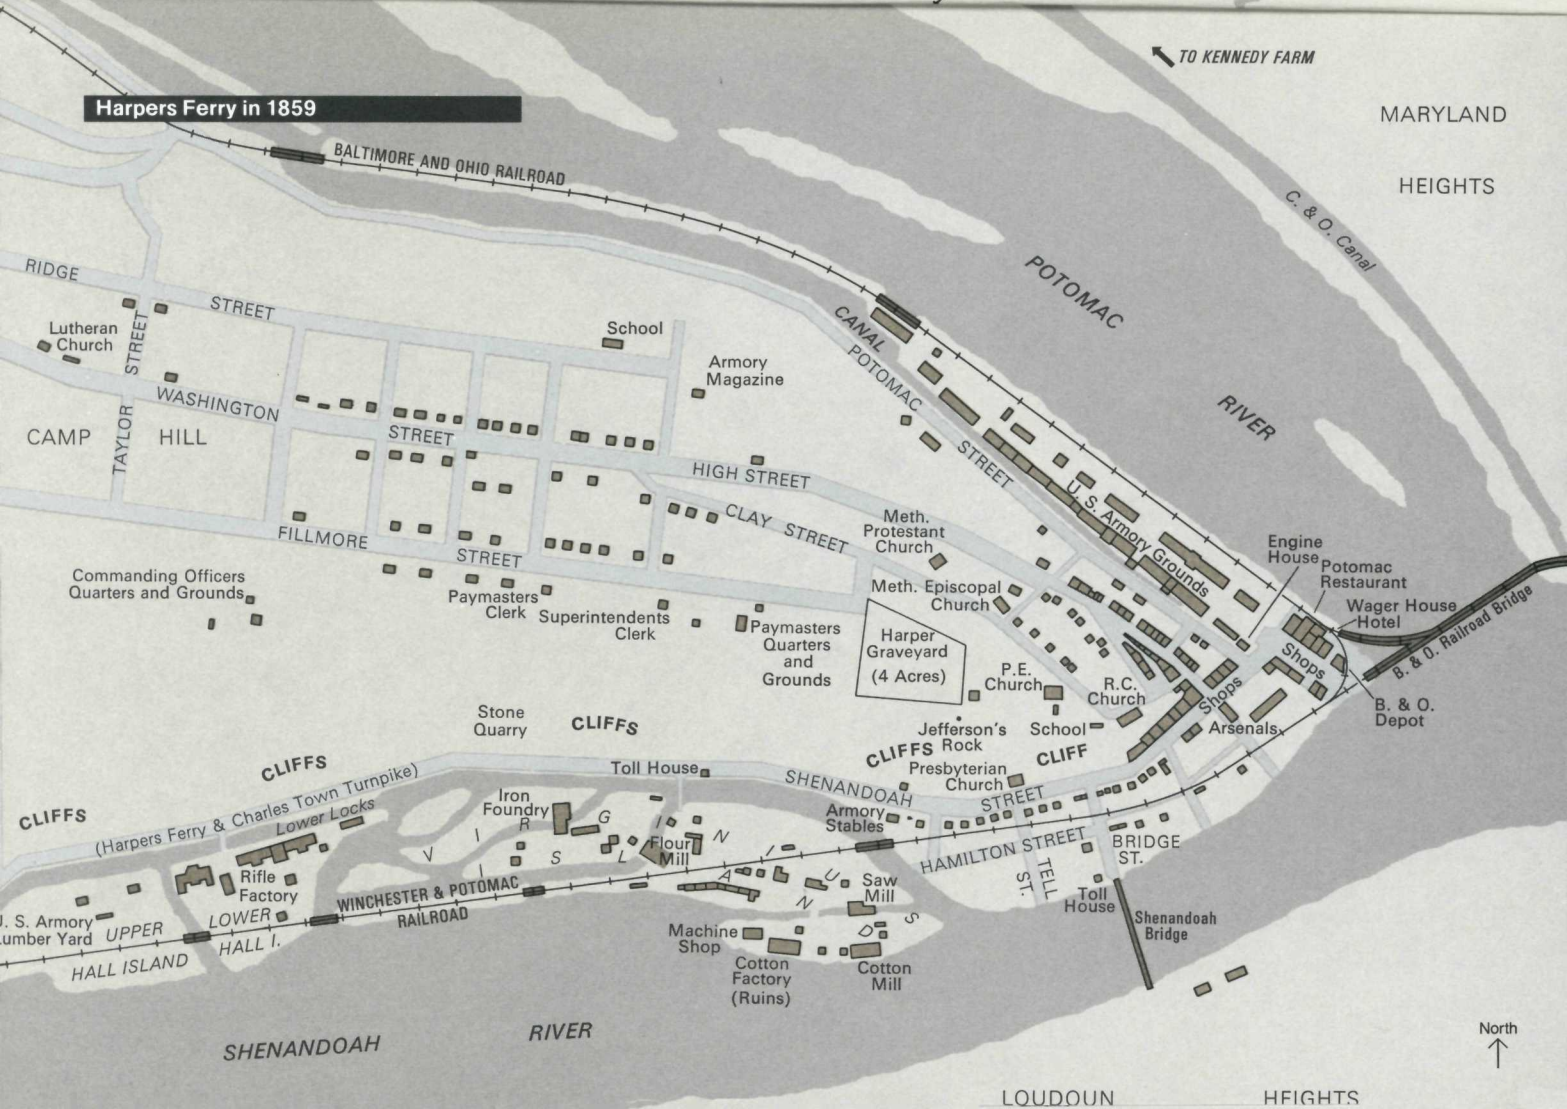 Harpers Ferry in 1859
TO KENNEDY FARM
MARYLAND
HEIGHTS
C. & O. Canal
BALTIMORE AND OHIO RAILROAD
POTOMAC
RIVER
RIDGE
STREET
Lutheran
Church
TAYLOR
STREET
School
Armory
Magazine
CANAL
POTOMAC
STREET
WASHINGTON
STREET
CAMP
HILL
HIGH STREET
CLAY STREET
FILLMORE
STREET
U. S. Armory Grounds
Meth.
Protestant
Church
Meth. Episcopal
Church
Engine
House
Potomac
Restaurant
Wager House
Hotel
B. & O. Railroad Bridge
B. & O.
Depot
Shops
Shops
Arsenals
Commanding Officers
Quarters and Grounds
Paymasters
Clerk
Superintendents
Clerk
Paymasters
Quarters
and
Grounds
Harper
Graveyard
(4 Acres)
P.E.
Church
R.C.
Church
School
Jefferson's
Rock
CLIFF
CLIFFS
Stone
Quarry
CLIFFS
CLIFFS
CLIFFS
Toll House
Presbyterian
Church
SHENANDOAH
STREET
(Harpers Ferry & Charles Town Turnpike)
Lower Locks
Iron
Foundry
VIRGINIUS
ISLAND
Flour
Mill
Armory
Stables
HAMILTON STREET
TELL
ST.
BRIDGE
ST.
Toll
House
Shenandoah
Bridge
Rifle
Factory
WINCHESTER & POTOMAC
RAILROAD
Saw
Mill
Machine
Shop
Cotton
Factory
(Ruins)
Cotton
Mill
U. S. Armory
Lumber Yard
UPPER
HALL ISLAND
LOWER
HALL I.
SHENANDOAH
RIVER
North
LOUDOUN
HEIGHTS